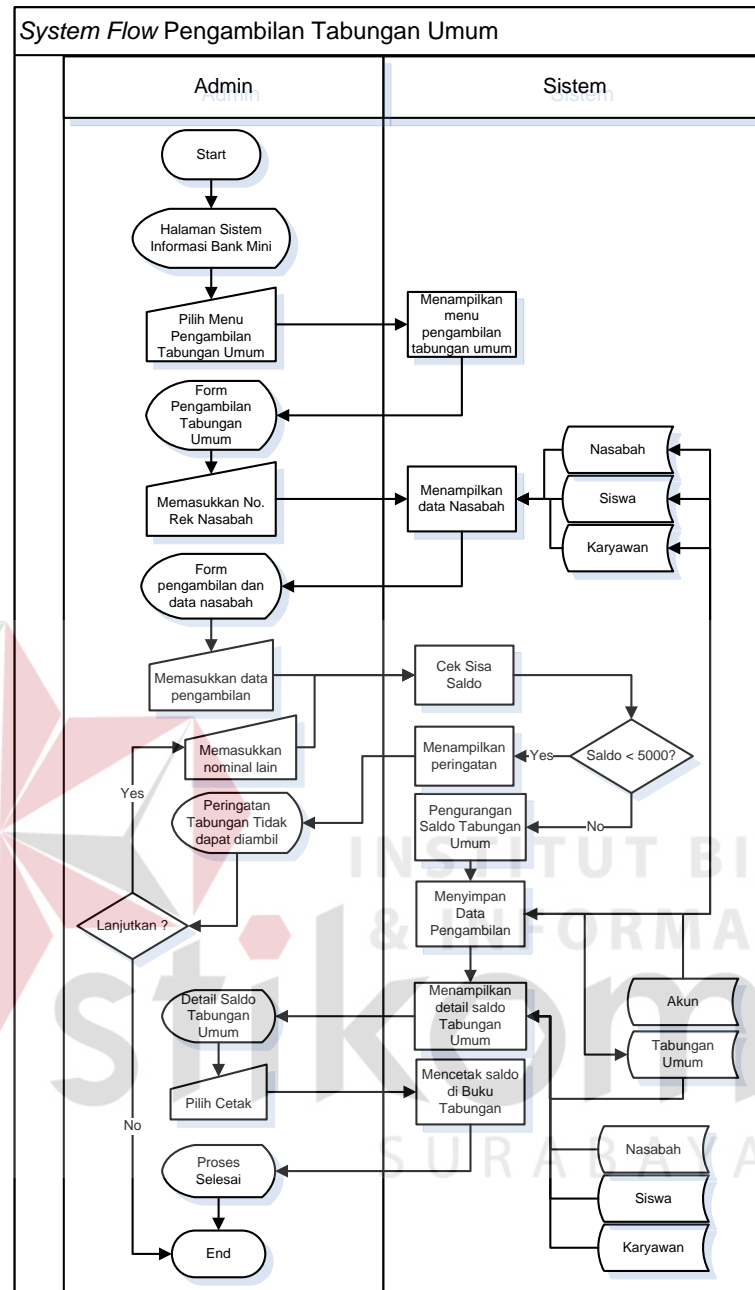 System Flow Pengambilan Tabungan Umum
Admin
Sistem
Start
Halaman Sistem
Informasi Bank Mini
Pilih Menu
Pengambilan
Tabungan Umum
Menampilkan
menu
pengambilan
tabungan umum
Form
Pengambilan
Tabungan
Umum
Memasukkan No.
Rek Nasabah
Menampilkan
data Nasabah
Nasabah
Siswa
Karyawan
Form
pengambilan dan
data nasabah
Memasukkan data
pengambilan
Cek Sisa
Saldo
Memasukkan
nominal lain
Menampilkan
peringatan
Yes
Saldo < 5000?
Yes
Peringatan
Tabungan Tidak
dapat diambil
Pengurangan
Saldo Tabungan
Umum
No
Lanjutkan ?
Menyimpan
Data
Pengambilan
Detail Saldo
Tabungan
Umum
Menampilkan
detail saldo
Tabungan
Umum
Akun
Tabungan
Umum
Pilih Cetak
Mencetak saldo
di Buku
Tabungan
No
Proses
Selesai
Nasabah
Siswa
Karyawan
End
INSTITUT BI
& INFORMA
stikom
SURABAYA